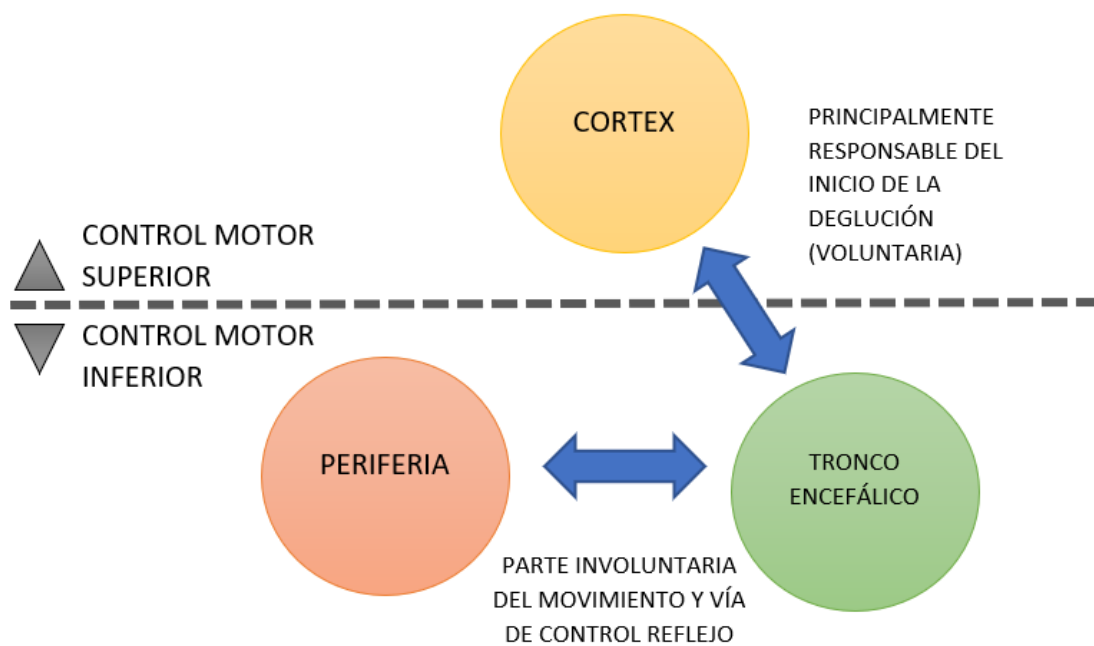 CORTEX
PRINCIPALMENTE
RESPONSABLE DEL
INICIO DE LA
DEGLUCIÓN
(VOLUNTARIA)
CONTROL MOTOR
SUPERIOR
CONTROL MOTOR
INFERIOR
PERIFERIA
TRONCO
ENCEFÁLICO
PARTE INVOLUNTARIA
DEL MOVIMIENTO Y VÍA
DE CONTROL REFLEJO